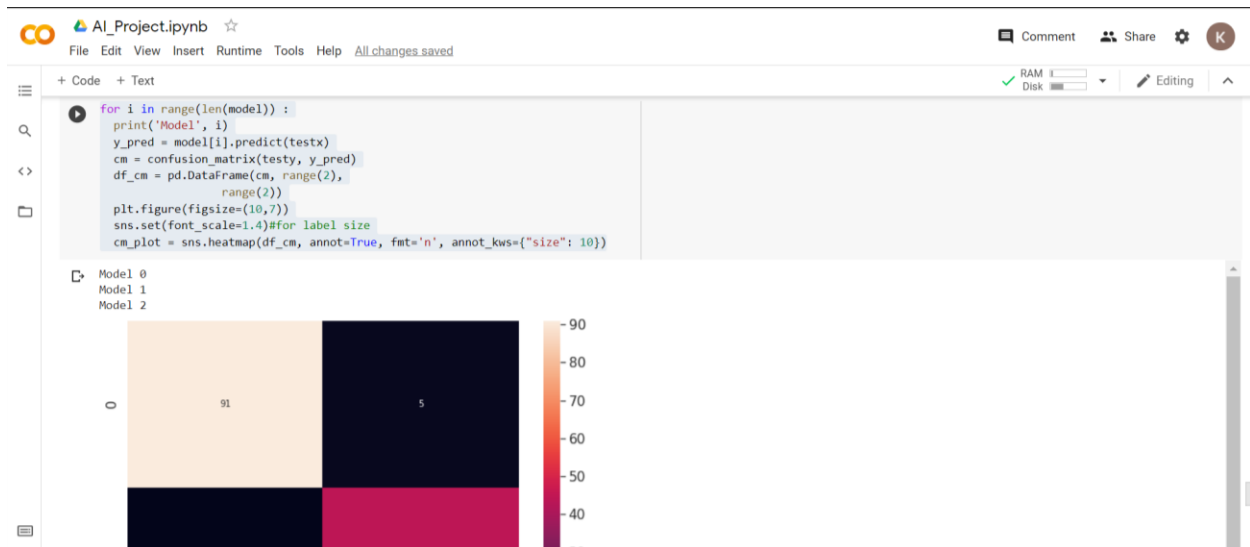 CO AI_Project.ipynb ☆
File Edit View Insert Runtime Tools Help All changes saved
Comment Share K
+ Code + Text
RAM
Disk
Editing
for i in range(len(model)) :
  print('Model', i)
  y_pred = model[i].predict(testx)
  cm = confusion_matrix(testy, y_pred)
  df_cm = pd.DataFrame(cm, range(2),
                  range(2))
  plt.figure(figsize=(10,7))
  sns.set(font_scale=1.4)#for label size
  cm_plot = sns.heatmap(df_cm, annot=True, fmt='n', annot_kws={"size": 10})
Model 0
Model 1
Model 2
0
91
5
90
80
70
60
50
40